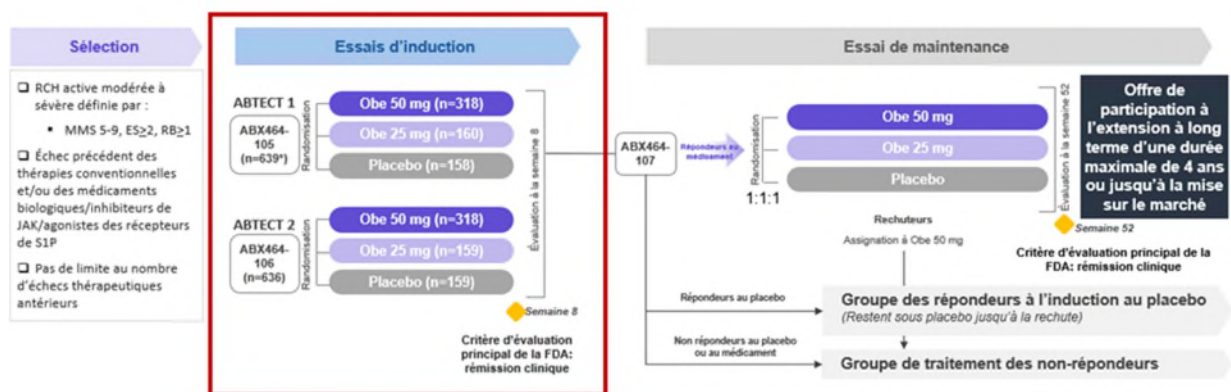 Sélection
❑ RCH active modérée à
sévère définie par :
▪ MMS 5-9, ES≥2, RB≥1
❑ Échec précédent des
thérapies conventionnelles
et/ou des médicaments
biologiques/inhibiteurs de
JAK/agonistes des récepteurs
de S1P
❑ Pas de limite au nombre
d'échecs thérapeutiques
antérieurs
Essais d'induction
ABTECT 1
ABX464-
105
(n=639*)
Randomisation
Obe 50 mg (n=318)
Obe 25 mg (n=160)
Placebo (n=158)
ABTECT 2
ABX464-
106
(n=636)
Randomisation
Obe 50 mg (n=318)
Obe 25 mg (n=159)
Placebo (n=159)
Évaluation à la semaine 8
Semaine 8
Critère d'évaluation
principal de la FDA:
rémission clinique
Essai de maintenance
ABX464-
107
Répondeurs au
médicament
Randomisation
1:1:1
Obe 50 mg
Obe 25 mg
Placebo
Évaluation à la semaine 52
Offre de
participation à
l'extension à long
terme d'une durée
maximale de 4 ans
ou jusqu'à la mise
sur le marché
Rechuteurs
Assignation à Obe 50 mg
Semaine 52
Critère d'évaluation principal de la
FDA: rémission clinique
Répondeurs au placebo
Groupe des répondeurs à l'induction au placebo
(Restent sous placebo jusqu'à la rechute)
Non répondeurs au placebo
ou au médicament
Groupe de traitement des non-répondeurs